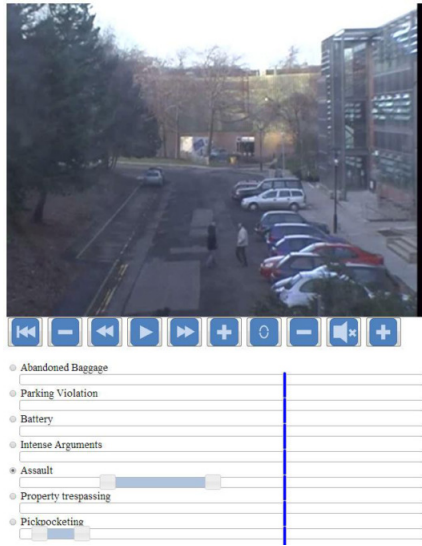 Abandoned Baggage
Parking Violation
Battery
Intense Arguments
Assault
Property trespassing
Pickpocketing